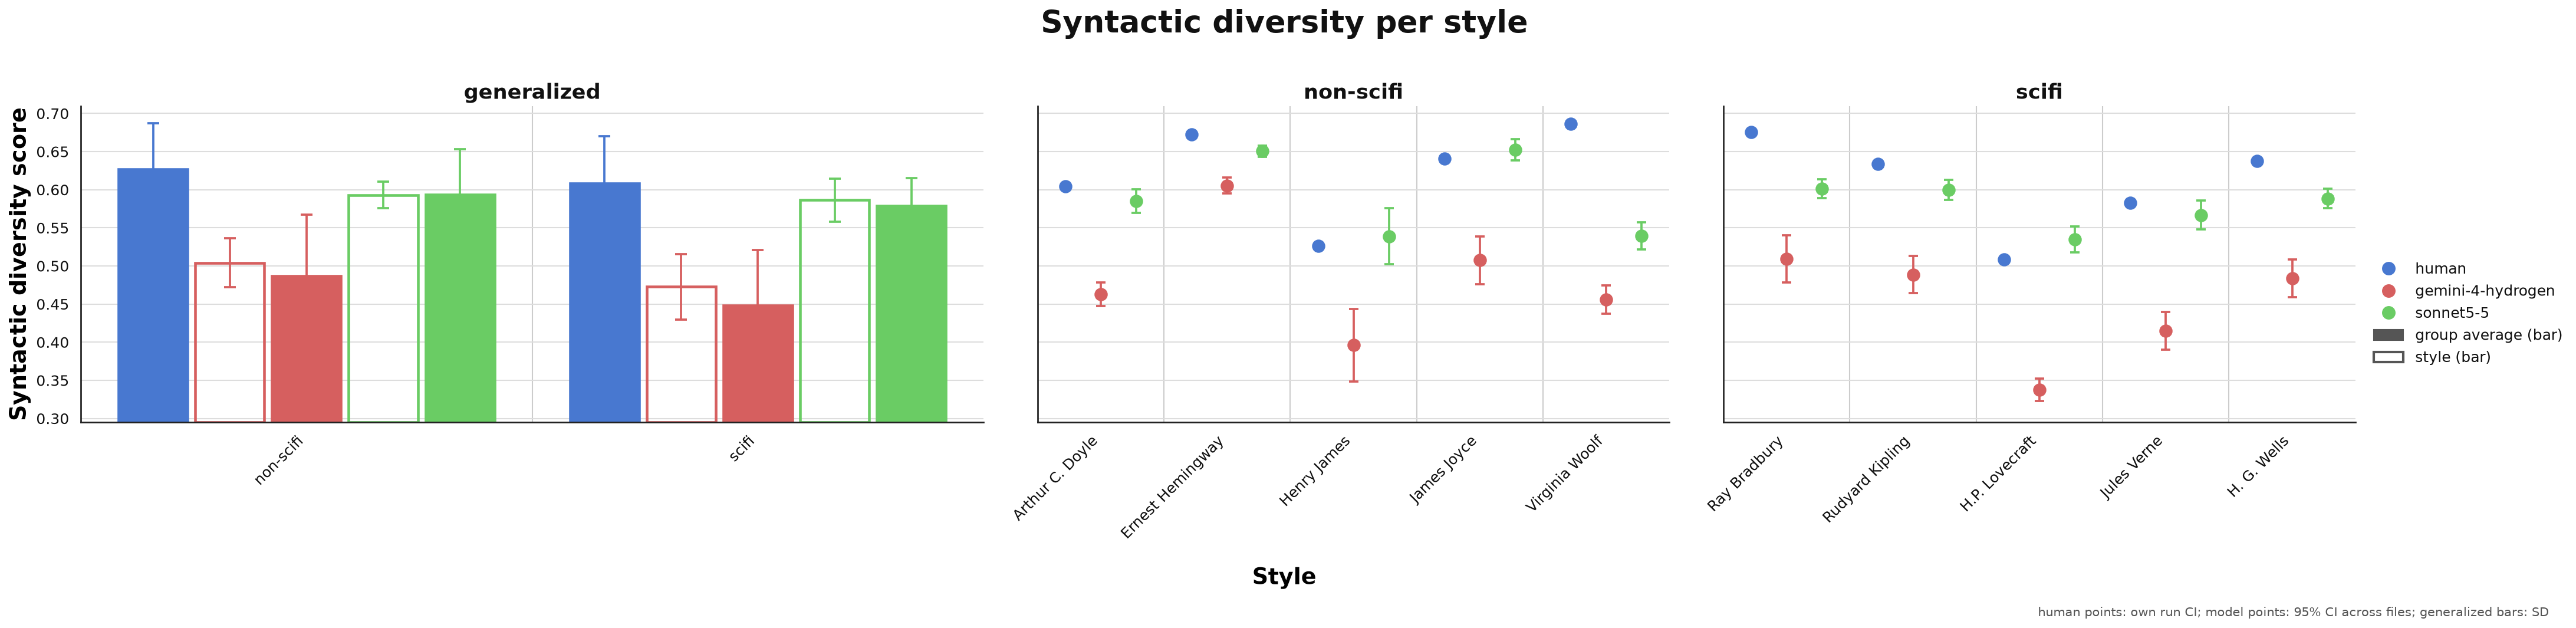 Syntactic diversity per style
generalized
non-scifi
scifi
Syntactic diversity score
0.70
0.65
0.60
0.55
0.50
0.45
0.40
0.35
0.30
non-scifi
scifi
Arthur C. Doyle
Ernest Hemingway
Henry James
James Joyce
Virginia Woolf
Ray Bradbury
Rudyard Kipling
H.P. Lovecraft
Jules Verne
H. G. Wells
human
gemini-4-hydrogen
sonnet5-5
group average (bar)
style (bar)
Style
human points: own run CI; model points: 95% CI across files; generalized bars: SD